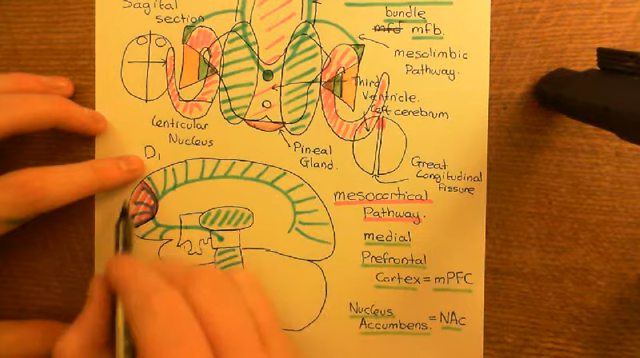 Sagital
section
bundle
mfd mfb.
mesolimbic
Pathway.
Third
Ventricle.
Left cerebrum
Lenticular
Nucleus
Pineal
Gland.
Great
Longitudinal
Fissure
D1
mesocortical
Pathway.
medial
Prefrontal
Cortex = mPFC
Nucleus
Accumbens. = NAc